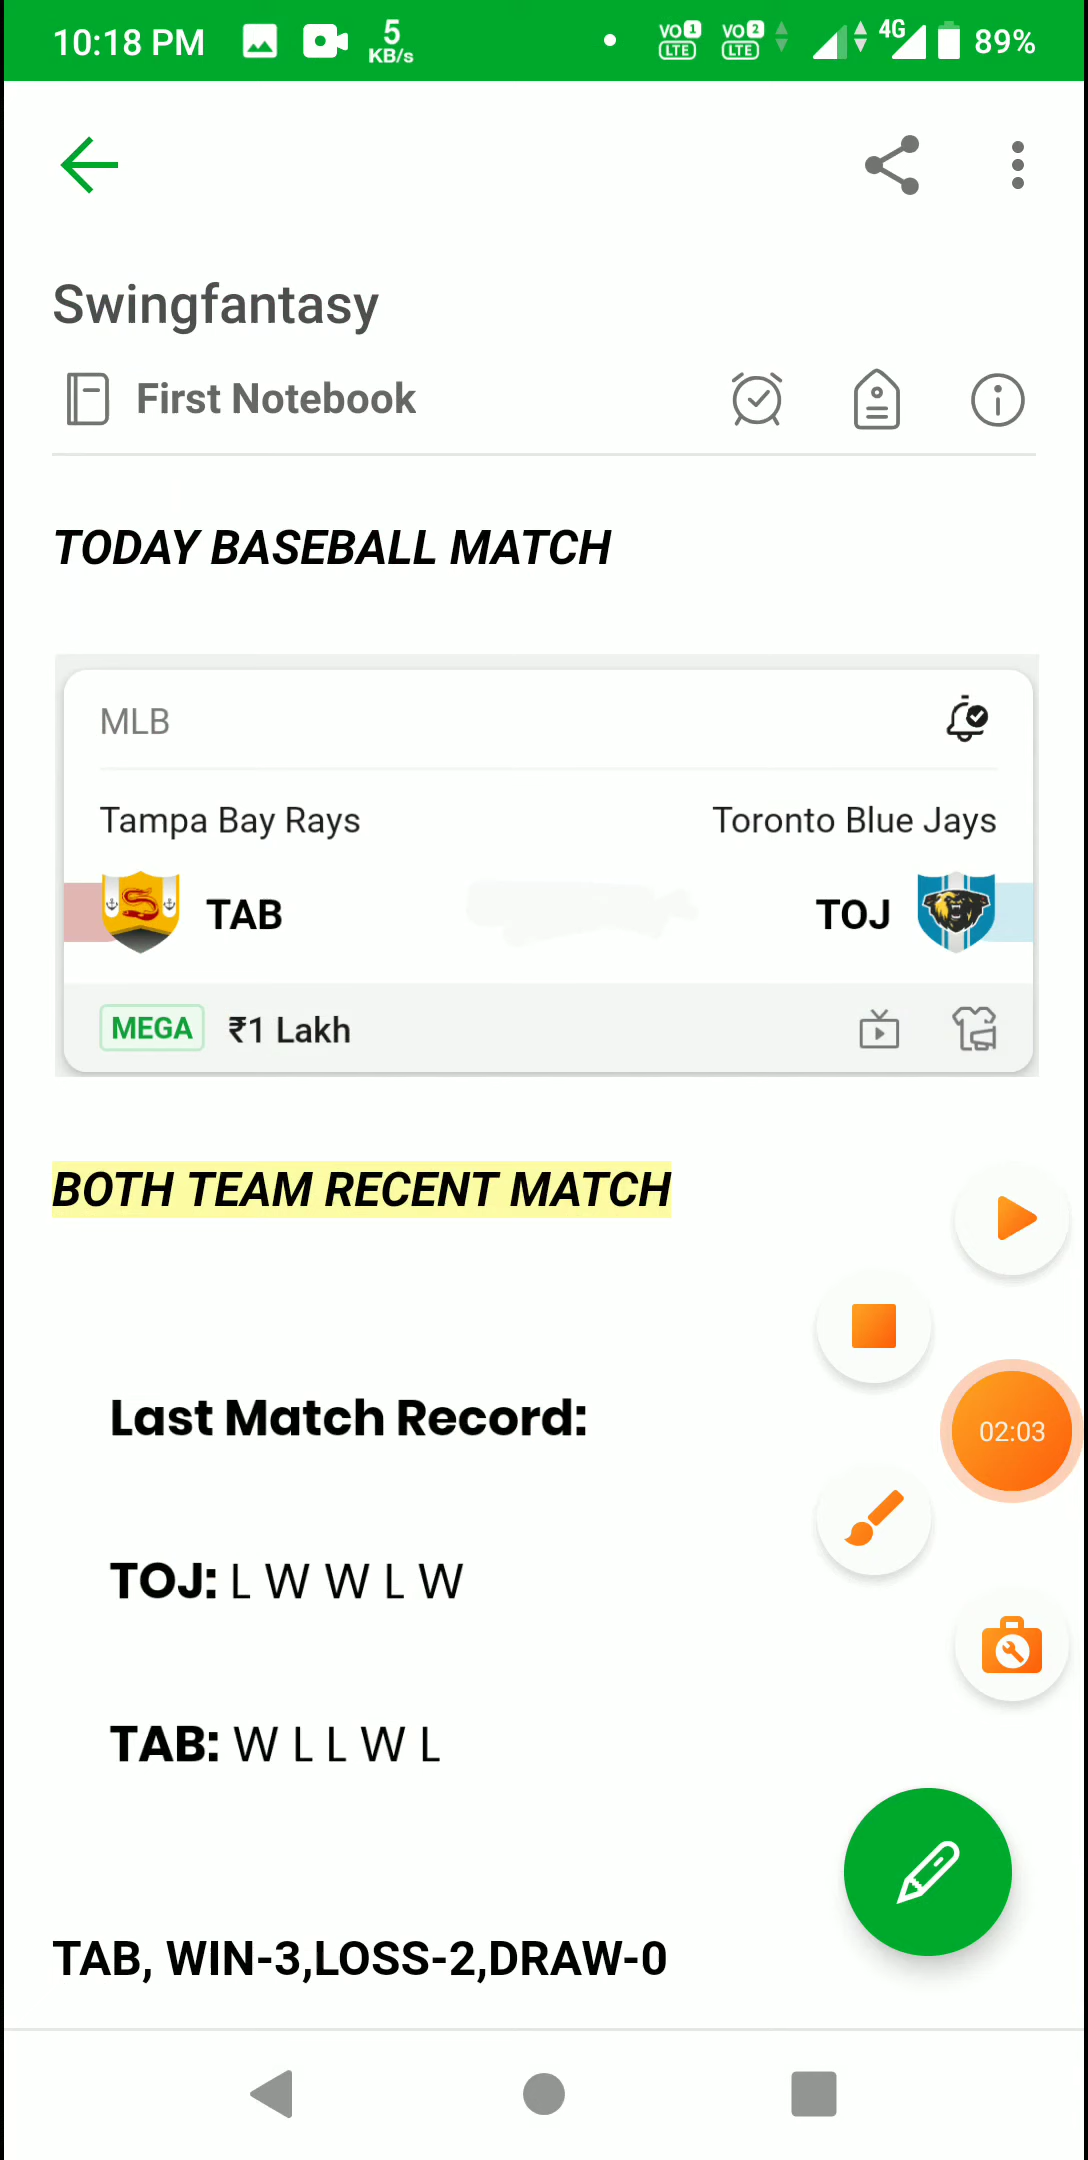 10:18 PM 5 KB/s VO 1 LTE VO 2 LTE 4G 89%
Swingfantasy
First Notebook
TODAY BASEBALL MATCH
MLB
Tampa Bay Rays Toronto Blue Jays
TAB TOJ
MEGA ₹1 Lakh
BOTH TEAM RECENT MATCH
Last Match Record:
02:03
TOJ: L W W L W
TAB: W L L W L
TAB, WIN-3,LOSS-2,DRAW-0